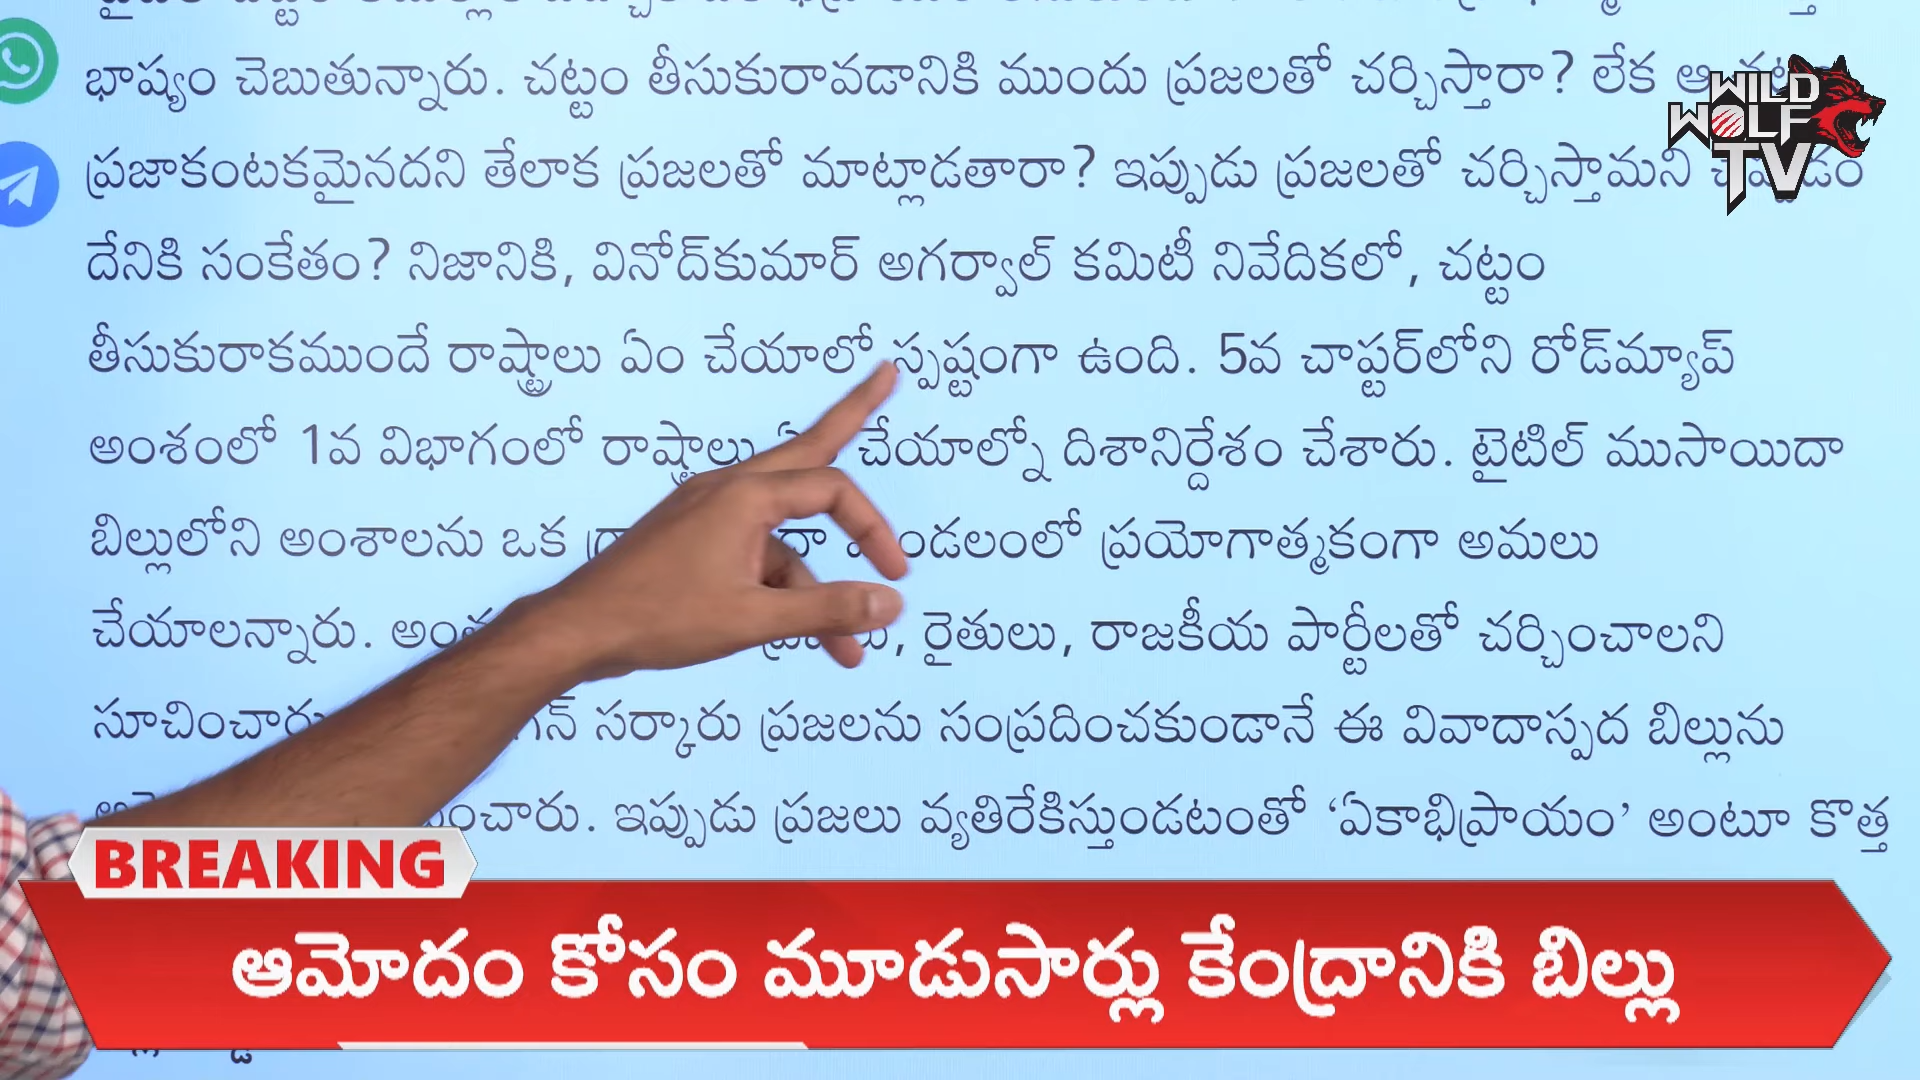 భాష్యం చెబుతున్నారు. చట్టం తీసుకురావడానికి ముందు ప్రజలతో చర్చిస్తారా? లేక
WILD WOLF TV
ప్రజాకంటకమైనదని తేలాక ప్రజలతో మాట్లాడతారా? ఇప్పుడు ప్రజలతో చర్చిస్తామని
దేనికి సంకేతం? నిజానికి, వినోద్‌కుమార్ అగర్వాల్ కమిటీ నివేదికలో, చట్టం
తీసుకురాకముందే రాష్ట్రాలు ఏం చేయాలో స్పష్టంగా ఉంది. 5వ చాప్టర్‌లోని రోడ్‌మ్యాప్
అంశంలో 1వ విభాగంలో రాష్ట్రాలు చేయాల్నో దిశానిర్దేశం చేశారు. టైటిల్ ముసాయిదా
బిల్లులోని అంశాలను ఒక మండలంలో ప్రయోగాత్మకంగా అమలు
చేయాలన్నారు. రైతులు, రాజకీయ పార్టీలతో చర్చించాలని
సూచించారు సర్కారు ప్రజలను సంప్రదించకుండానే ఈ వివాదాస్పద బిల్లును
ఇప్పుడు ప్రజలు వ్యతిరేకిస్తుండటంతో ‘ఏకాభిప్రాయం’ అంటూ కొత్త
BREAKING
ఆమోదం కోసం మూడుసార్లు కేంద్రానికి బిల్లు